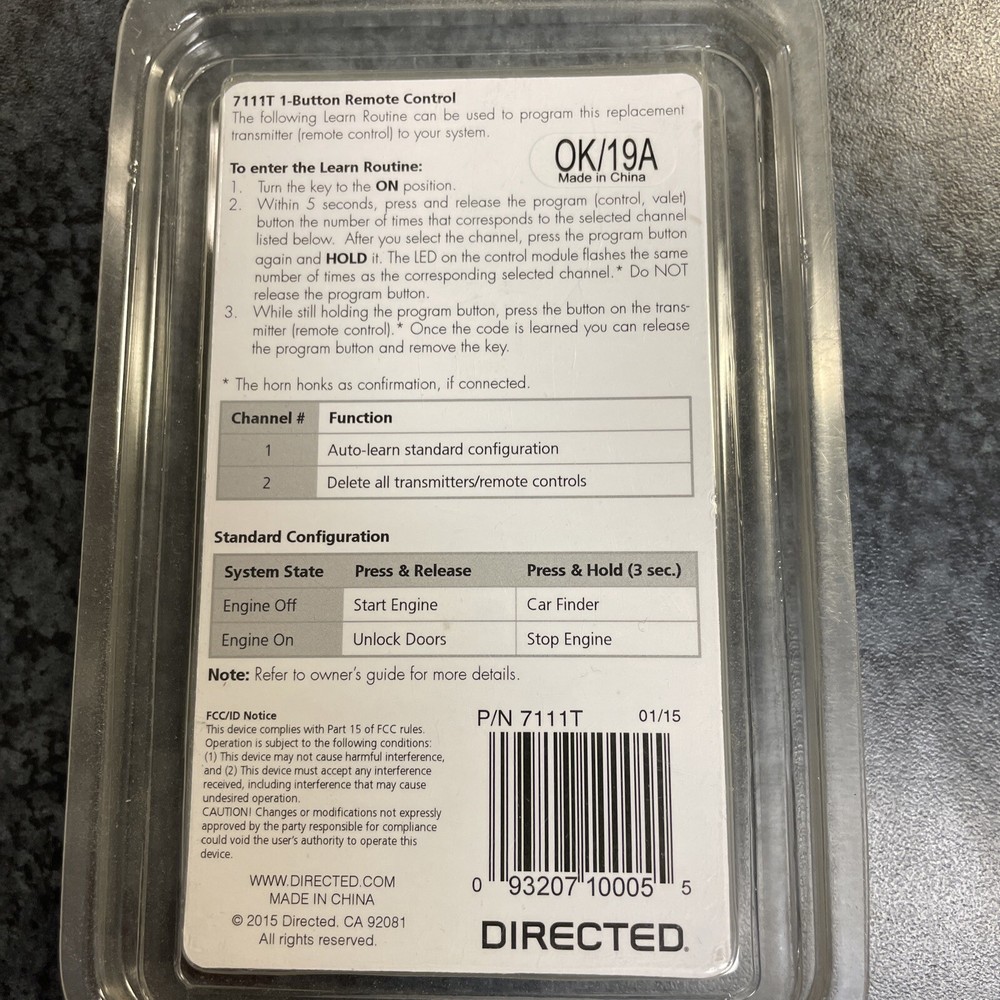 7111T 1-Button Remote Control
The following Learn Routine can be used to program this replacement
transmitter (remote control) to your system.
OK/19A
Made in China
To enter the Learn Routine:
1. Turn the key to the ON position.
2. Within 5 seconds, press and release the program (control, valet)
button the number of times that corresponds to the selected channel
listed below. After you select the channel, press the program button
again and HOLD it. The LED on the control module flashes the same
number of times as the corresponding selected channel.* Do NOT
release the program button.
3. While still holding the program button, press the button on the trans-
mitter (remote control).* Once the code is learned you can release
the program button and remove the key.
* The horn honks as confirmation, if connected.
Channel # Function
1 Auto-learn standard configuration
2 Delete all transmitters/remote controls
Standard Configuration
System State Press & Release Press & Hold (3 sec.)
Engine Off Start Engine Car Finder
Engine On Unlock Doors Stop Engine
Note: Refer to owner's guide for more details.
FCC/ID Notice
This device complies with Part 15 of FCC rules.
Operation is subject to the following conditions:
(1) This device may not cause harmful interference,
and (2) This device must accept any interference
received, including interference that may cause
undesired operation.
CAUTION! Changes or modifications not expressly
approved by the party responsible for compliance
could void the user's authority to operate this
device.
WWW.DIRECTED.COM
MADE IN CHINA
© 2015 Directed. CA 92081
All rights reserved.
P/N 7111T 01/15
0 93207 10005 5
DIRECTED.